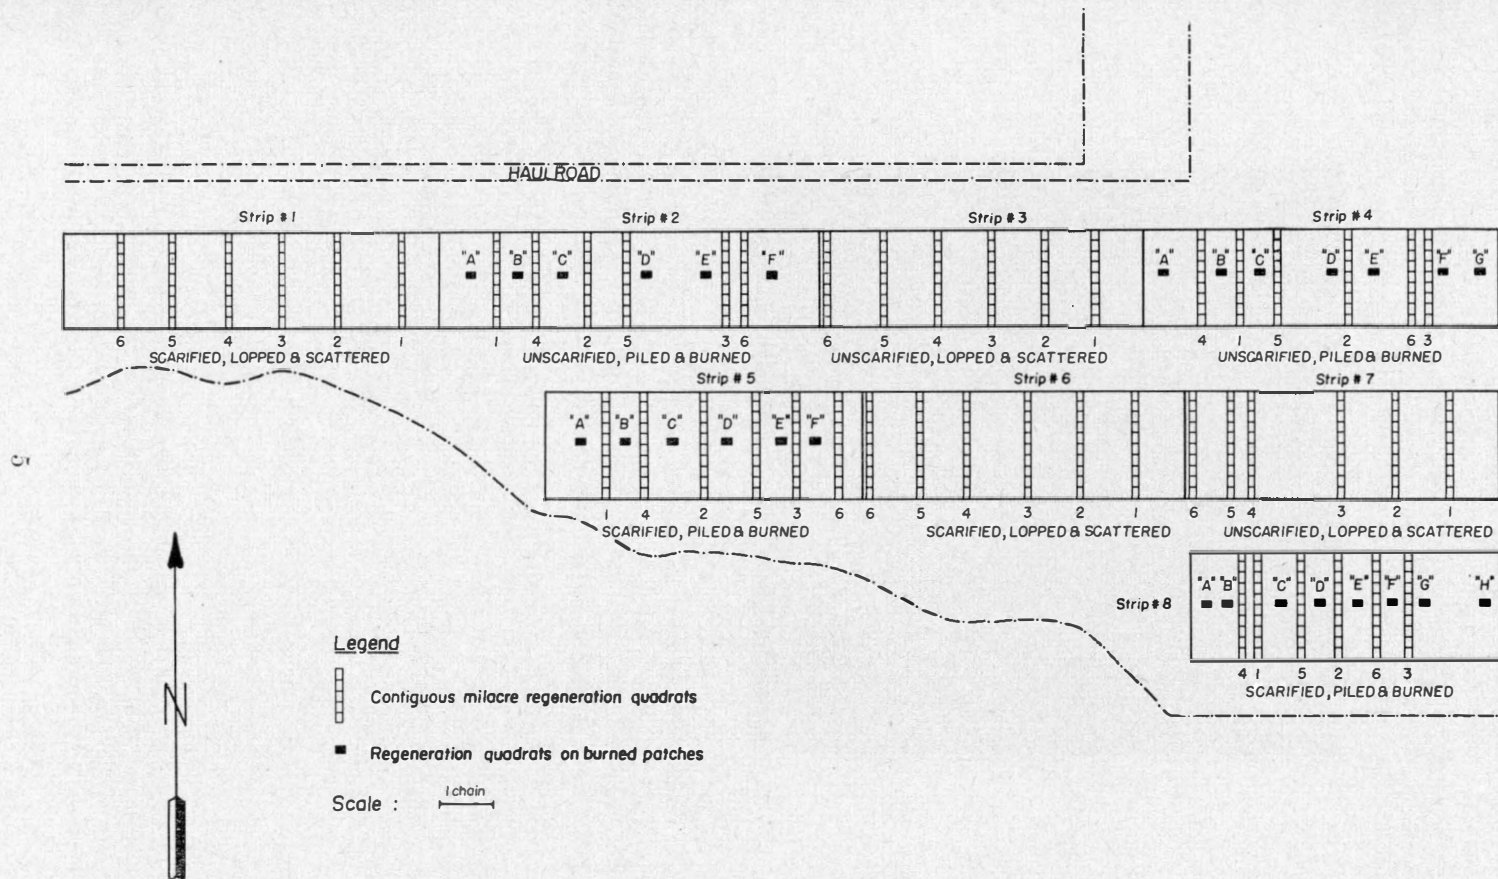 HAULROAD
Strip # 1 Strip # 2 Strip # 3 Strip # 4
"A" "B" "C" "D" "E" "F" "A" "B" "C" "D" "E" "F" "G"
6 5 4 3 2 1 1 4 2 5 3 6 6 5 4 3 2 1 4 1 5 2 6 3
SCARIFIED, LOPPED & SCATTERED UNSCARIFIED, PILED & BURNED UNSCARIFIED, LOPPED & SCATTERED UNSCARIFIED, PILED & BURNED
Strip # 5 Strip # 6 Strip # 7
"A" "B" "C" "D" "E" "F"
1 4 2 5 3 6 6 5 4 3 2 1 6 5 4 3 2 1
SCARIFIED, PILED & BURNED SCARIFIED, LOPPED & SCATTERED UNSCARIFIED, LOPPED & SCATTERED
5
Strip # 8
"A" "B" "C" "D" "E" "F" "G" "H"
4 1 5 2 6 3
SCARIFIED, PILED & BURNED
N
Legend
Contiguous milacre regeneration quadrats
Regeneration quadrats on burned patches
Scale : 1 chain